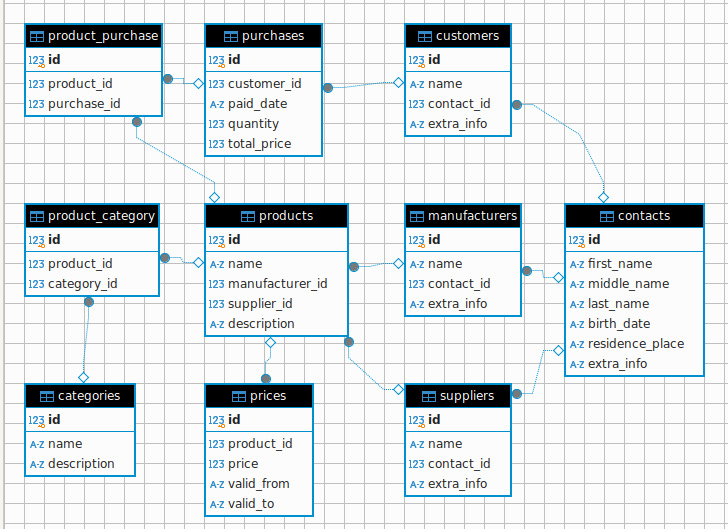 product_purchase
123 id
123 product_id
123 purchase_id
purchases
123 id
123 customer_id
A-Z paid_date
123 quantity
123 total_price
customers
123 id
A-Z name
123 contact_id
A-Z extra_info
product_category
123 id
123 product_id
123 category_id
products
123 id
A-Z name
123 manufacturer_id
123 supplier_id
A-Z description
manufacturers
123 id
A-Z name
123 contact_id
A-Z extra_info
contacts
123 id
A-Z first_name
A-Z middle_name
A-Z last_name
A-Z birth_date
A-Z residence_place
A-Z extra_info
categories
123 id
A-Z name
A-Z description
prices
123 id
123 product_id
123 price
A-Z valid_from
A-Z valid_to
suppliers
123 id
A-Z name
123 contact_id
A-Z extra_info